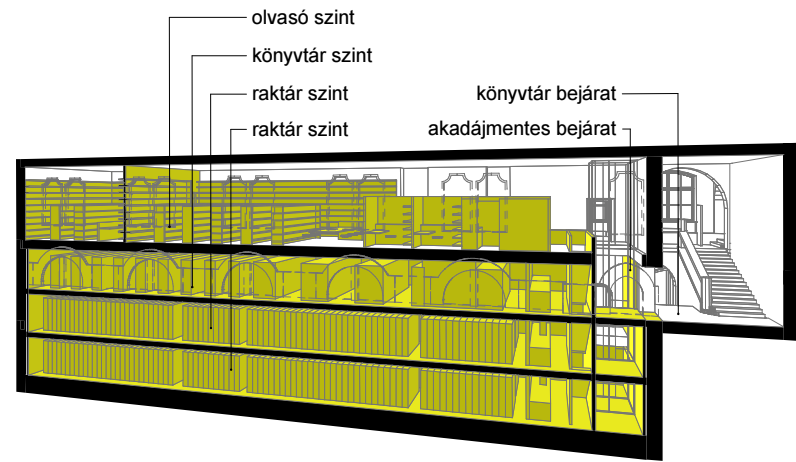 olvasó szint
könyvtár szint
raktár szint
könyvtár bejárat
raktár szint
akadájmentes bejárat